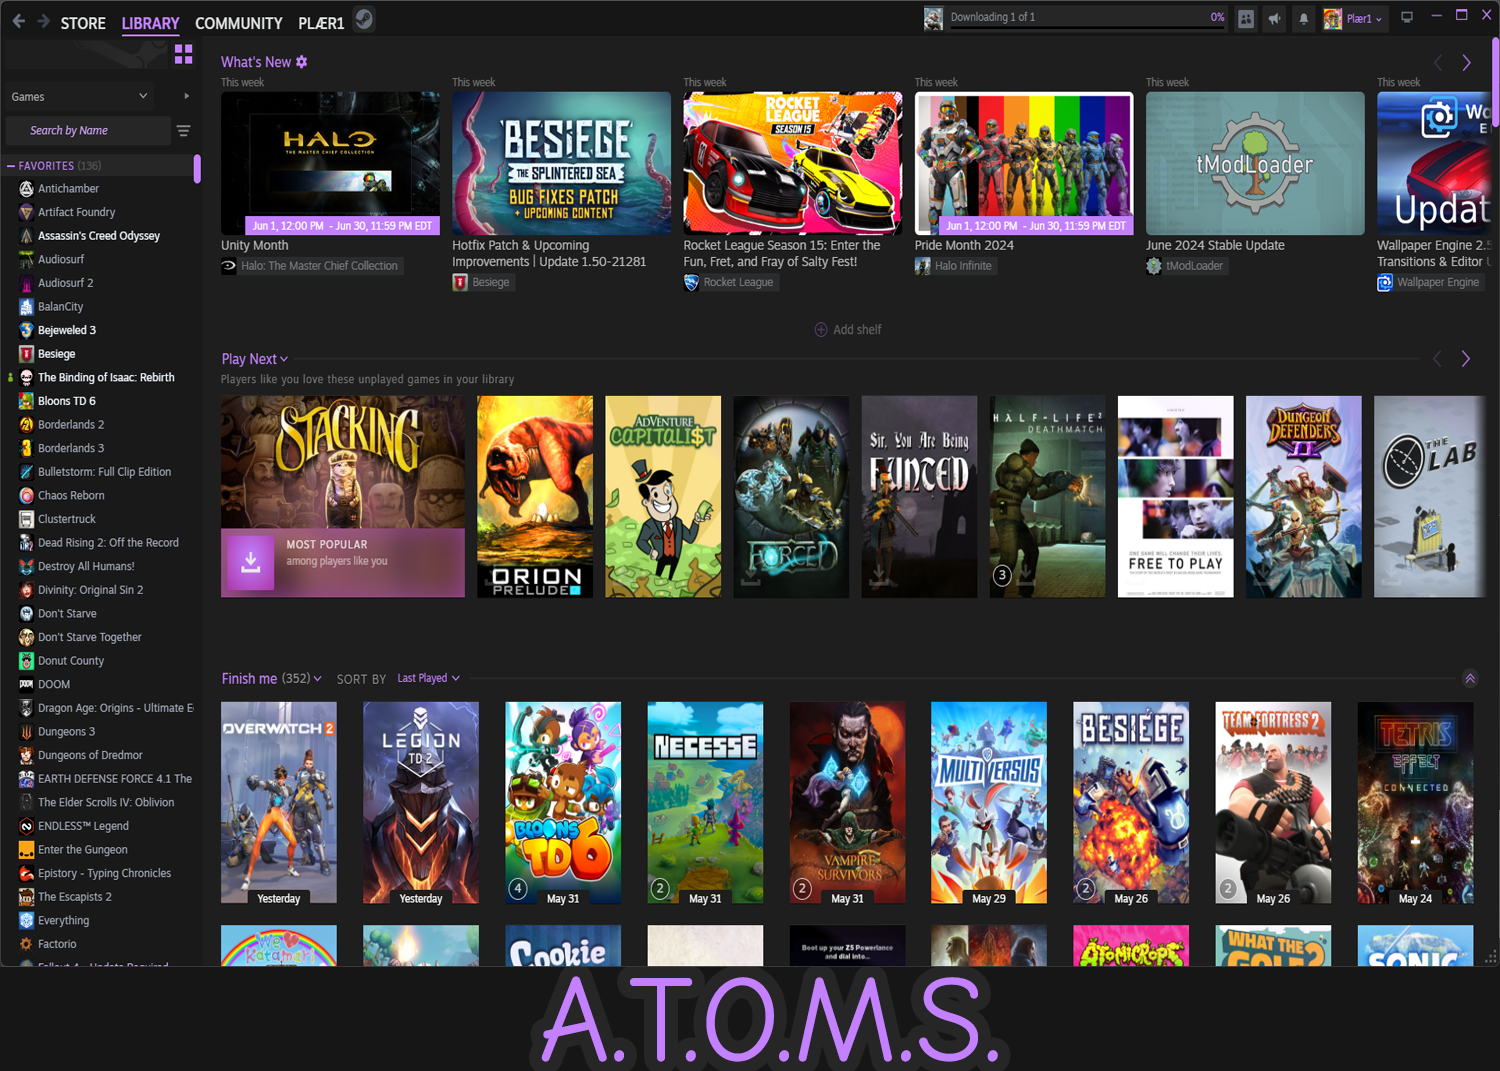 STORE LIBRARY COMMUNITY PLÆR1
Downloading 1 of 1 0%
Plær1
Games
Search by Name
FAVORITES (136)
Antichamber
Artifact Foundry
Assassin's Creed Odyssey
Audiosurf
Audiosurf 2
BalanCity
Bejeweled 3
Besiege
The Binding of Isaac: Rebirth
Bloons TD 6
Borderlands 2
Borderlands 3
Bulletstorm: Full Clip Edition
Chaos Reborn
Clustertruck
Dead Rising 2: Off the Record
Destroy All Humans!
Divinity: Original Sin 2
Don't Starve
Don't Starve Together
Donut County
DOOM
Dragon Age: Origins - Ultimate E
Dungeons 3
Dungeons of Dredmor
EARTH DEFENSE FORCE 4.1 The
The Elder Scrolls IV: Oblivion
ENDLESS™ Legend
Enter the Gungeon
Epistory - Typing Chronicles
The Escapists 2
Everything
Factorio
Fallout 4 - Update Required
What's New
This week
HALO
THE MASTER CHIEF COLLECTION
Jun 1, 12:00 PM - Jun 30, 11:59 PM EDT
Unity Month
Halo: The Master Chief Collection
This week
BESIEGE
THE SPLINTERED SEA
BUG FIXES PATCH
+ UPCOMING CONTENT
Hotfix Patch & Upcoming
Improvements | Update 1.50-21281
Besiege
This week
ROCKET
LEAGUE
SEASON 15
Rocket League Season 15: Enter the
Fun, Fret, and Fray of Salty Fest!
Rocket League
This week
Jun 1, 12:00 PM - Jun 30, 11:59 PM EDT
Pride Month 2024
Halo Infinite
This week
tModLoader
June 2024 Stable Update
tModLoader
This week
Wa
E
Updat
Wallpaper Engine 2.5
Transitions & Editor U
Wallpaper Engine
Add shelf
Play Next
Players like you love these unplayed games in your library
STACKING
MOST POPULAR
among players like you
ORION
PRELUDE
ADVENTURE
CAPITALI$T
FORCED
Sir, You Are Being
HUNTED
HALF-LIFE 2
DEATHMATCH
3
ONE GAME WILL CHANGE THEIR LIVES.
FREE TO PLAY
DUNGEON
DEFENDERS
II
THE
LAB
Finish me (352) SORT BY Last Played
OVERWATCH 2
Yesterday
LEGION
TD 2
Yesterday
BLOONS
TD6
4
May 31
NECESSE
2
May 31
VAMPIRE
SURVIVORS
2
May 31
MULTIVERSUS
May 29
BESIEGE
2
May 26
TEAM FORTRESS 2
2
May 26
TETRIS
EFFECT
CONNECTED
May 24
We
Katamari
Cookie
Boot up your Z5 Powerlance
and dial into...
ATOMICROPS
WHAT THE
GOLF?
SONIC
A.T.O.M.S.